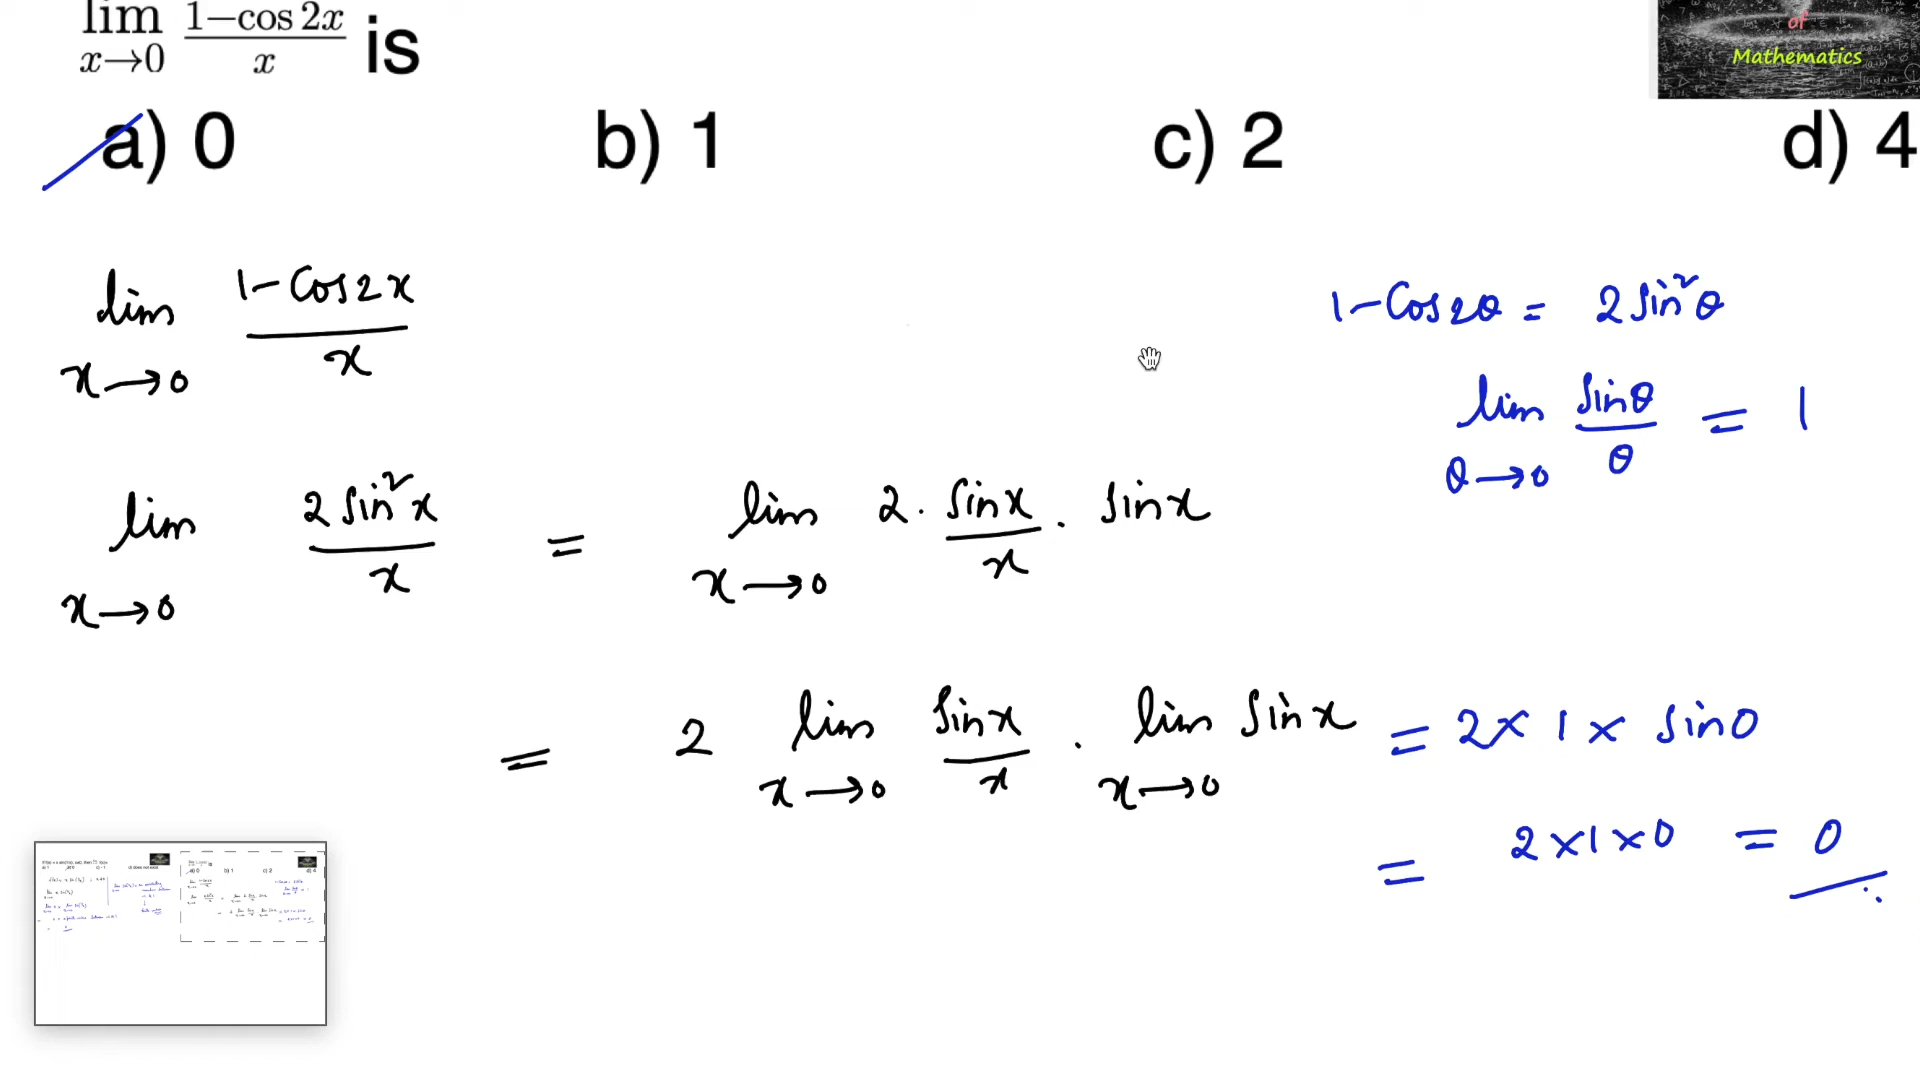 lim x→0 1−cos 2x / x is
of
Mathematics
a) 0 b) 1 c) 2 d) 4
lim x→0 1-Cos2x / x
1-Cos2θ = 2Sin²θ
lim θ→0 Sinθ / θ = 1
lim x→0 2Sin²x / x = lim x→0 2 · Sinx / x · Sinx
= 2 lim x→0 Sinx / x · lim x→0 Sinx = 2 × 1 × Sin0
= 2×1×0 = 0